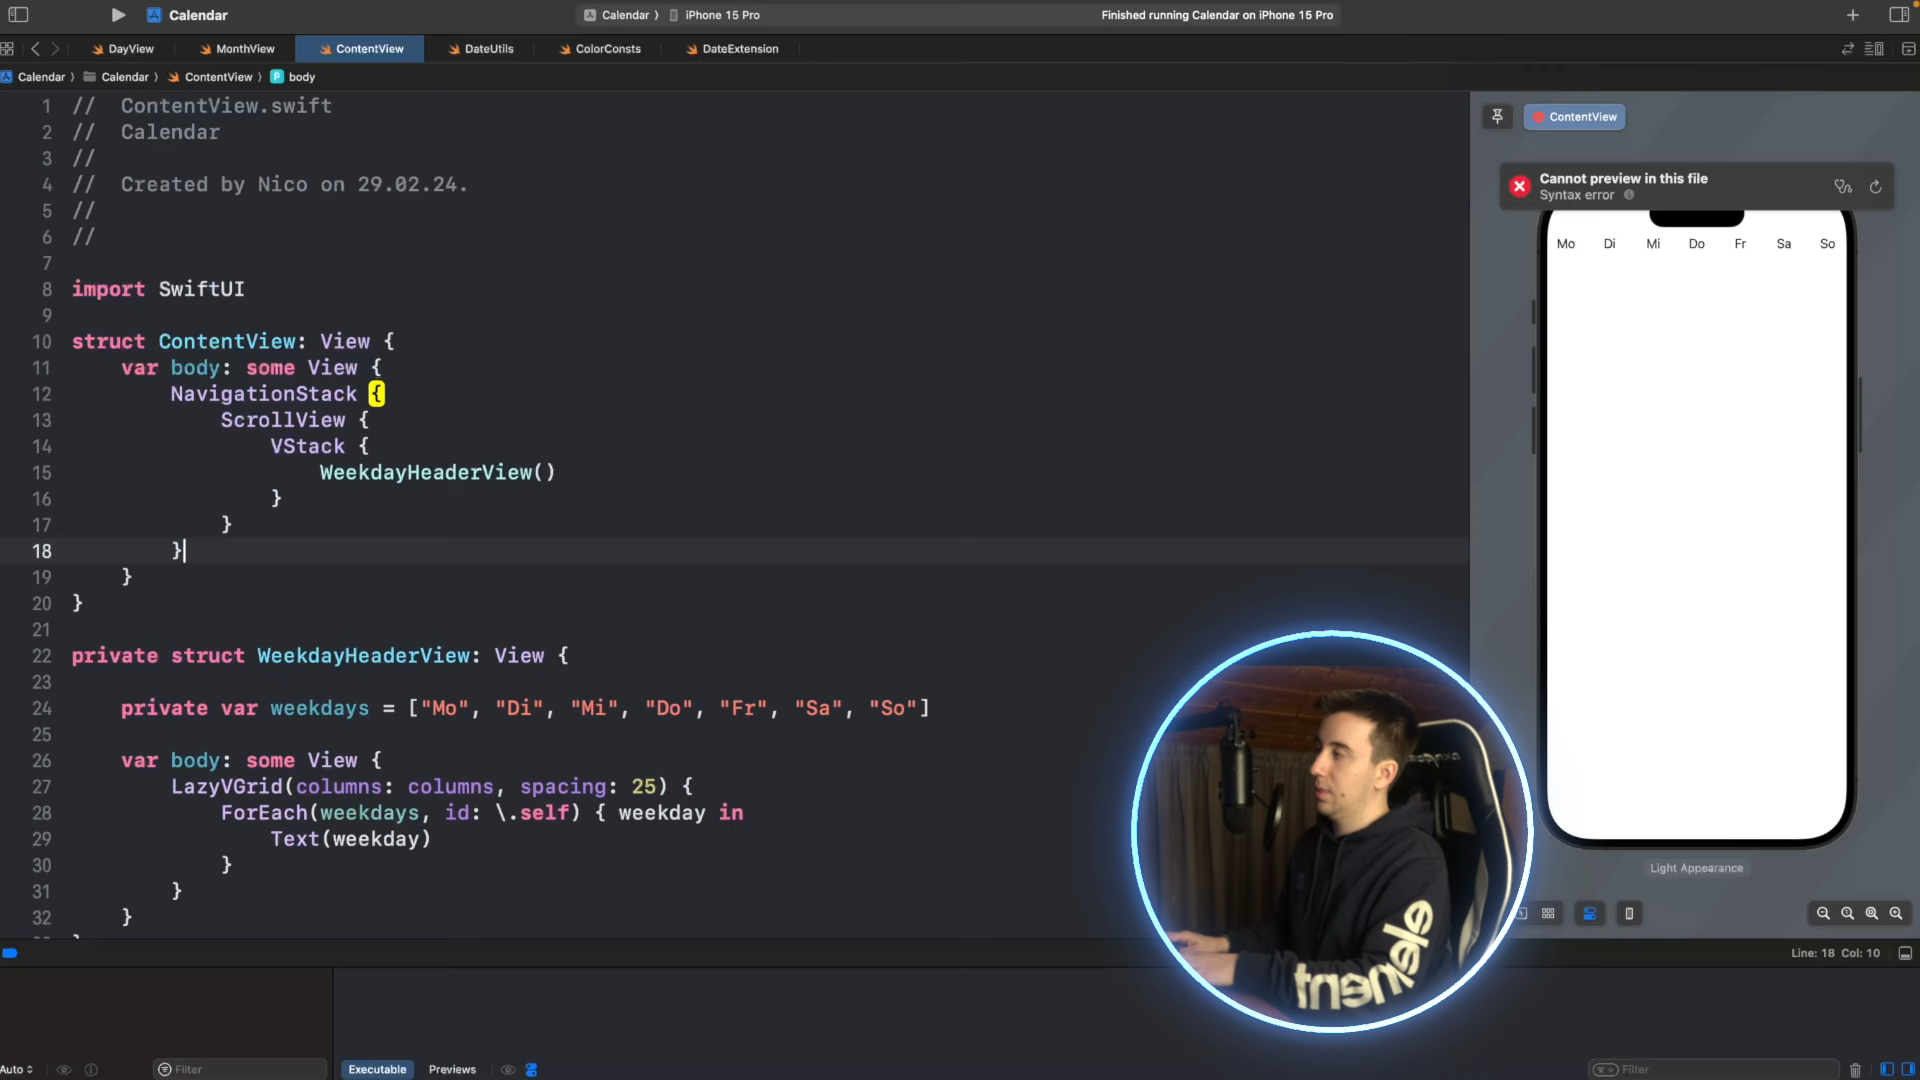 Calendar
Calendar 〉 iPhone 15 Pro
Finished running Calendar on iPhone 15 Pro
DayView
MonthView
ContentView
DateUtils
ColorConsts
DateExtension
Calendar 〉 Calendar 〉 ContentView 〉 P body
1 //  ContentView.swift
2 //  Calendar
3 //
4 //  Created by Nico on 29.02.24.
5 //
6 //
7
8 import SwiftUI
9
10 struct ContentView: View {
11     var body: some View {
12         NavigationStack {
13             ScrollView {
14                 VStack {
15                     WeekdayHeaderView()
16                 }
17             }
18         }
19     }
20 }
21
22 private struct WeekdayHeaderView: View {
23
24     private var weekdays = ["Mo", "Di", "Mi", "Do", "Fr", "Sa", "So"]
25
26     var body: some View {
27         LazyVGrid(columns: columns, spacing: 25) {
28             ForEach(weekdays, id: \.self) { weekday in
29                 Text(weekday)
30             }
31         }
32     }
ContentView
Cannot preview in this file
Syntax error
Mo Di Mi Do Fr Sa So
Light Appearance
element
Line: 18 Col: 10
Auto
Filter
Executable
Previews
Filter